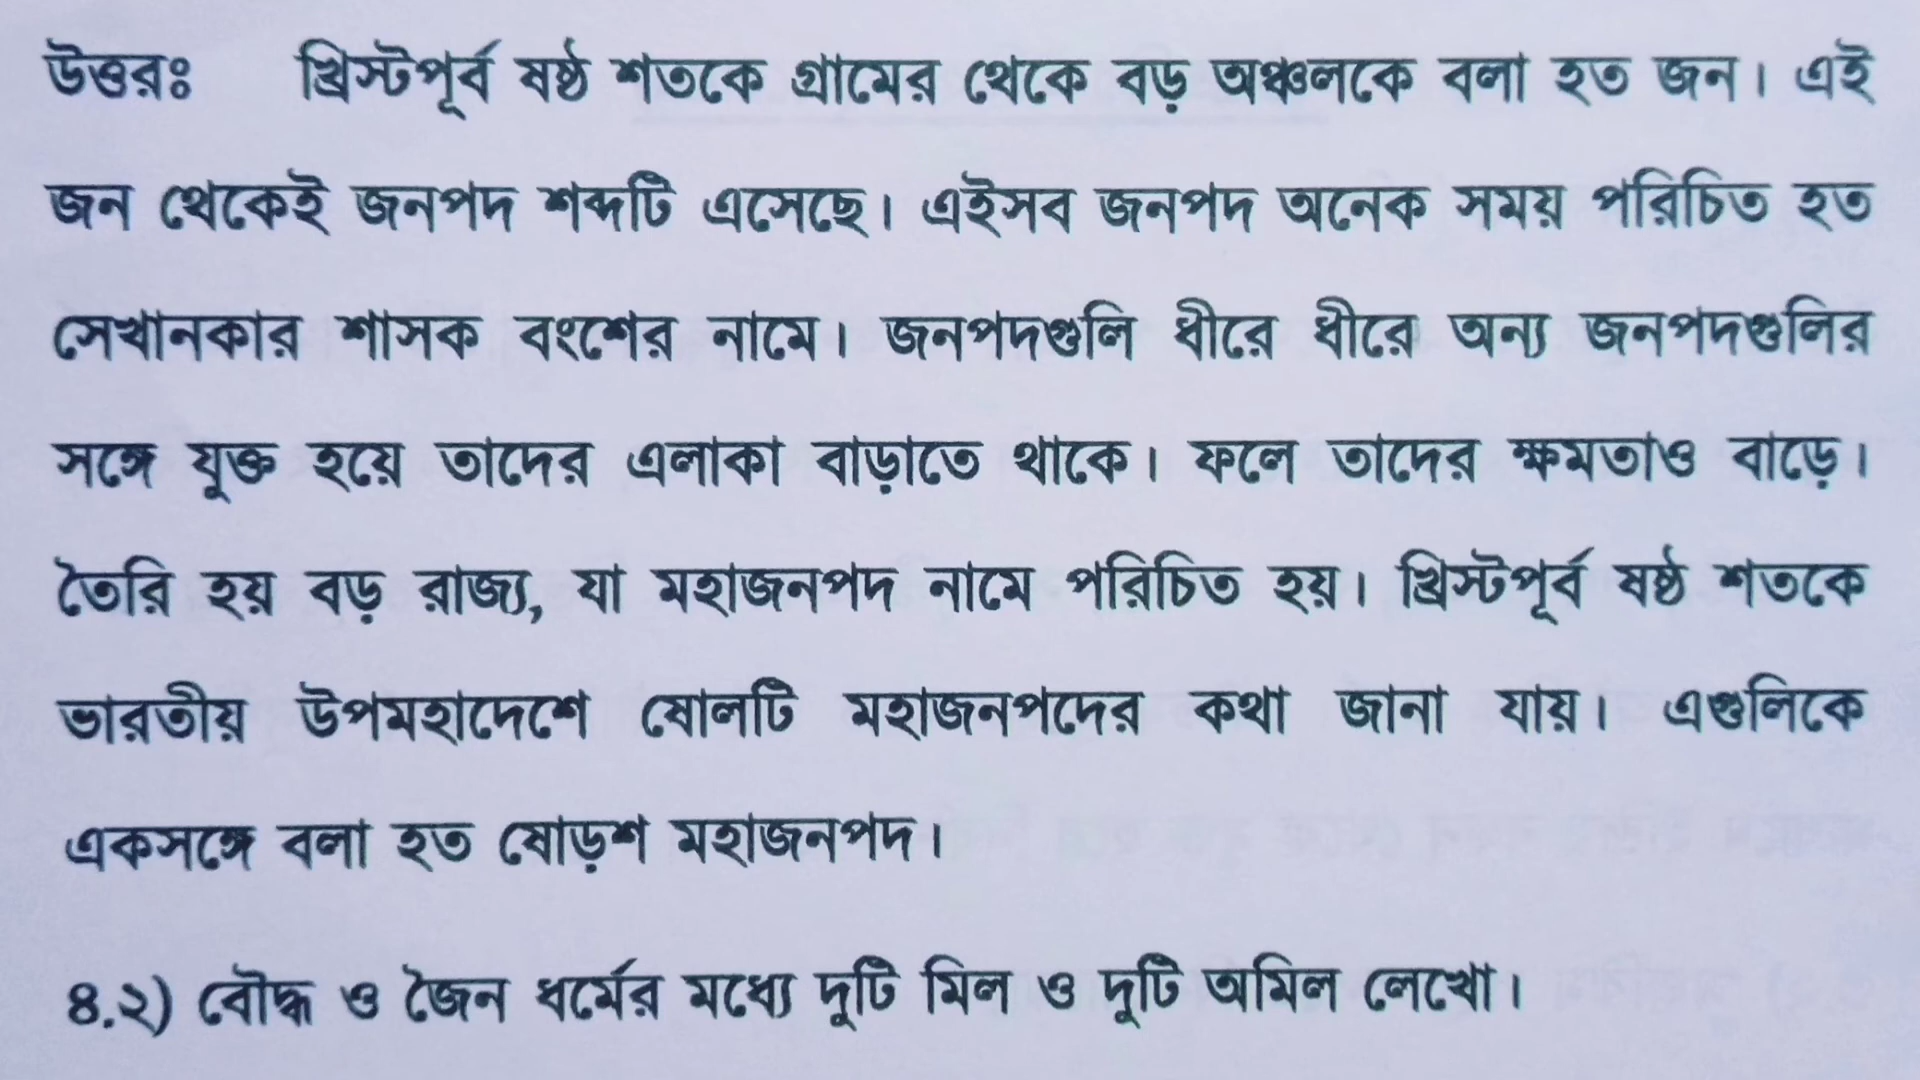 উত্তরঃ খ্রিস্টপূর্ব ষষ্ঠ শতকে গ্রামের থেকে বড় অঞ্চলকে বলা হত জন। এই
জন থেকেই জনপদ শব্দটি এসেছে। এইসব জনপদ অনেক সময় পরিচিত হত
সেখানকার শাসক বংশের নামে। জনপদগুলি ধীরে ধীরে অন্য জনপদগুলির
সঙ্গে যুক্ত হয়ে তাদের এলাকা বাড়াতে থাকে। ফলে তাদের ক্ষমতাও বাড়ে।
তৈরি হয় বড় রাজ্য, যা মহাজনপদ নামে পরিচিত হয়। খ্রিস্টপূর্ব ষষ্ঠ শতকে
ভারতীয় উপমহাদেশে ষোলটি মহাজনপদের কথা জানা যায়। এগুলিকে
একসঙ্গে বলা হত ষোড়শ মহাজনপদ।
৪.২) বৌদ্ধ ও জৈন ধর্মের মধ্যে দুটি মিল ও দুটি অমিল লেখো।